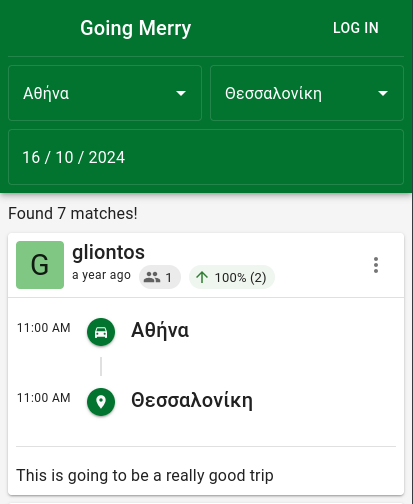 Going Merry LOG IN
Αθήνα Θεσσαλονίκη
16 / 10 / 2024
Found 7 matches!
G gliontos
a year ago 1 100% (2)
11:00 AM Αθήνα
11:00 AM Θεσσαλονίκη
This is going to be a really good trip